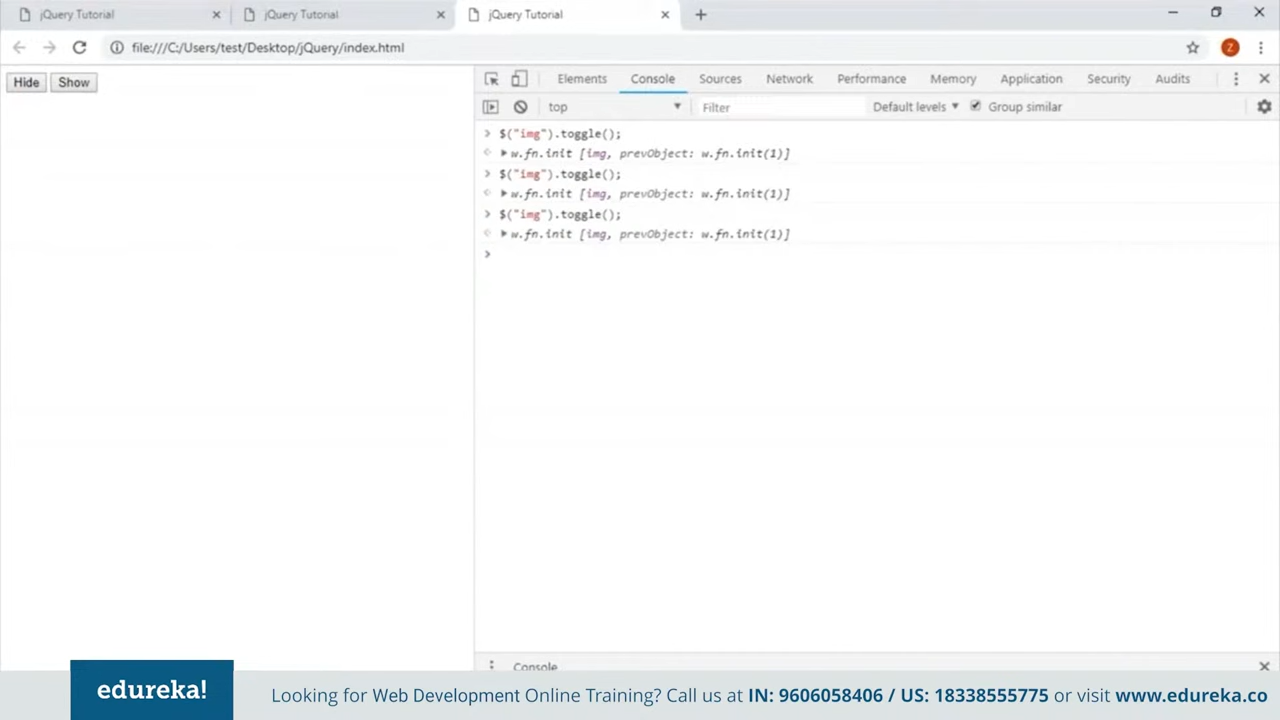 jQuery Tutorial
jQuery Tutorial
jQuery Tutorial
file:///C:/Users/test/Desktop/jQuery/index.html
Z
Hide Show
Elements Console Sources Network Performance Memory Application Security Audits
top Filter Default levels Group similar
$("img").toggle();
w.fn.init [img, prevObject: w.fn.init(1)]
$("img").toggle();
w.fn.init [img, prevObject: w.fn.init(1)]
$("img").toggle();
w.fn.init [img, prevObject: w.fn.init(1)]
Console
edureka!
Looking for Web Development Online Training? Call us at IN: 9606058406 / US: 18338555775 or visit www.edureka.co